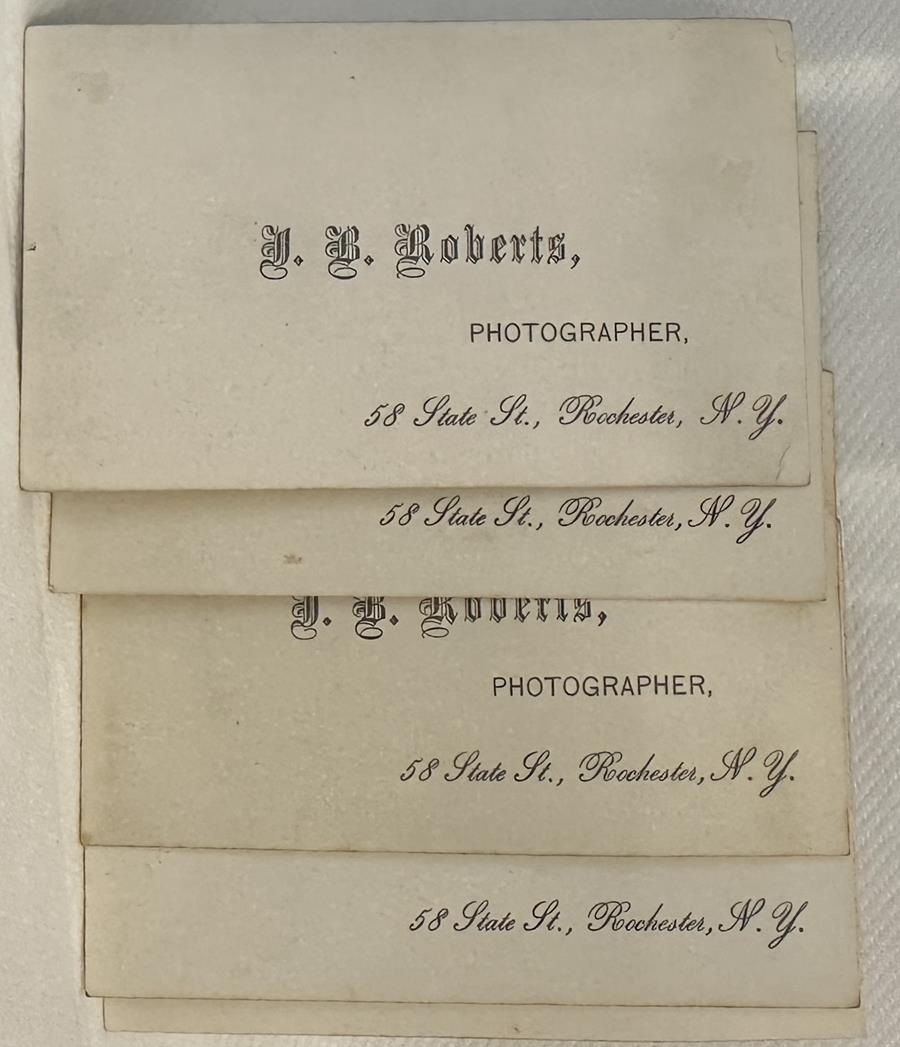 J. B. Roberts,
PHOTOGRAPHER,
58 State St., Rochester, N. Y.
58 State St., Rochester, N. Y.
J. B. Roberts,
PHOTOGRAPHER,
58 State St., Rochester, N. Y.
58 State St., Rochester, N. Y.